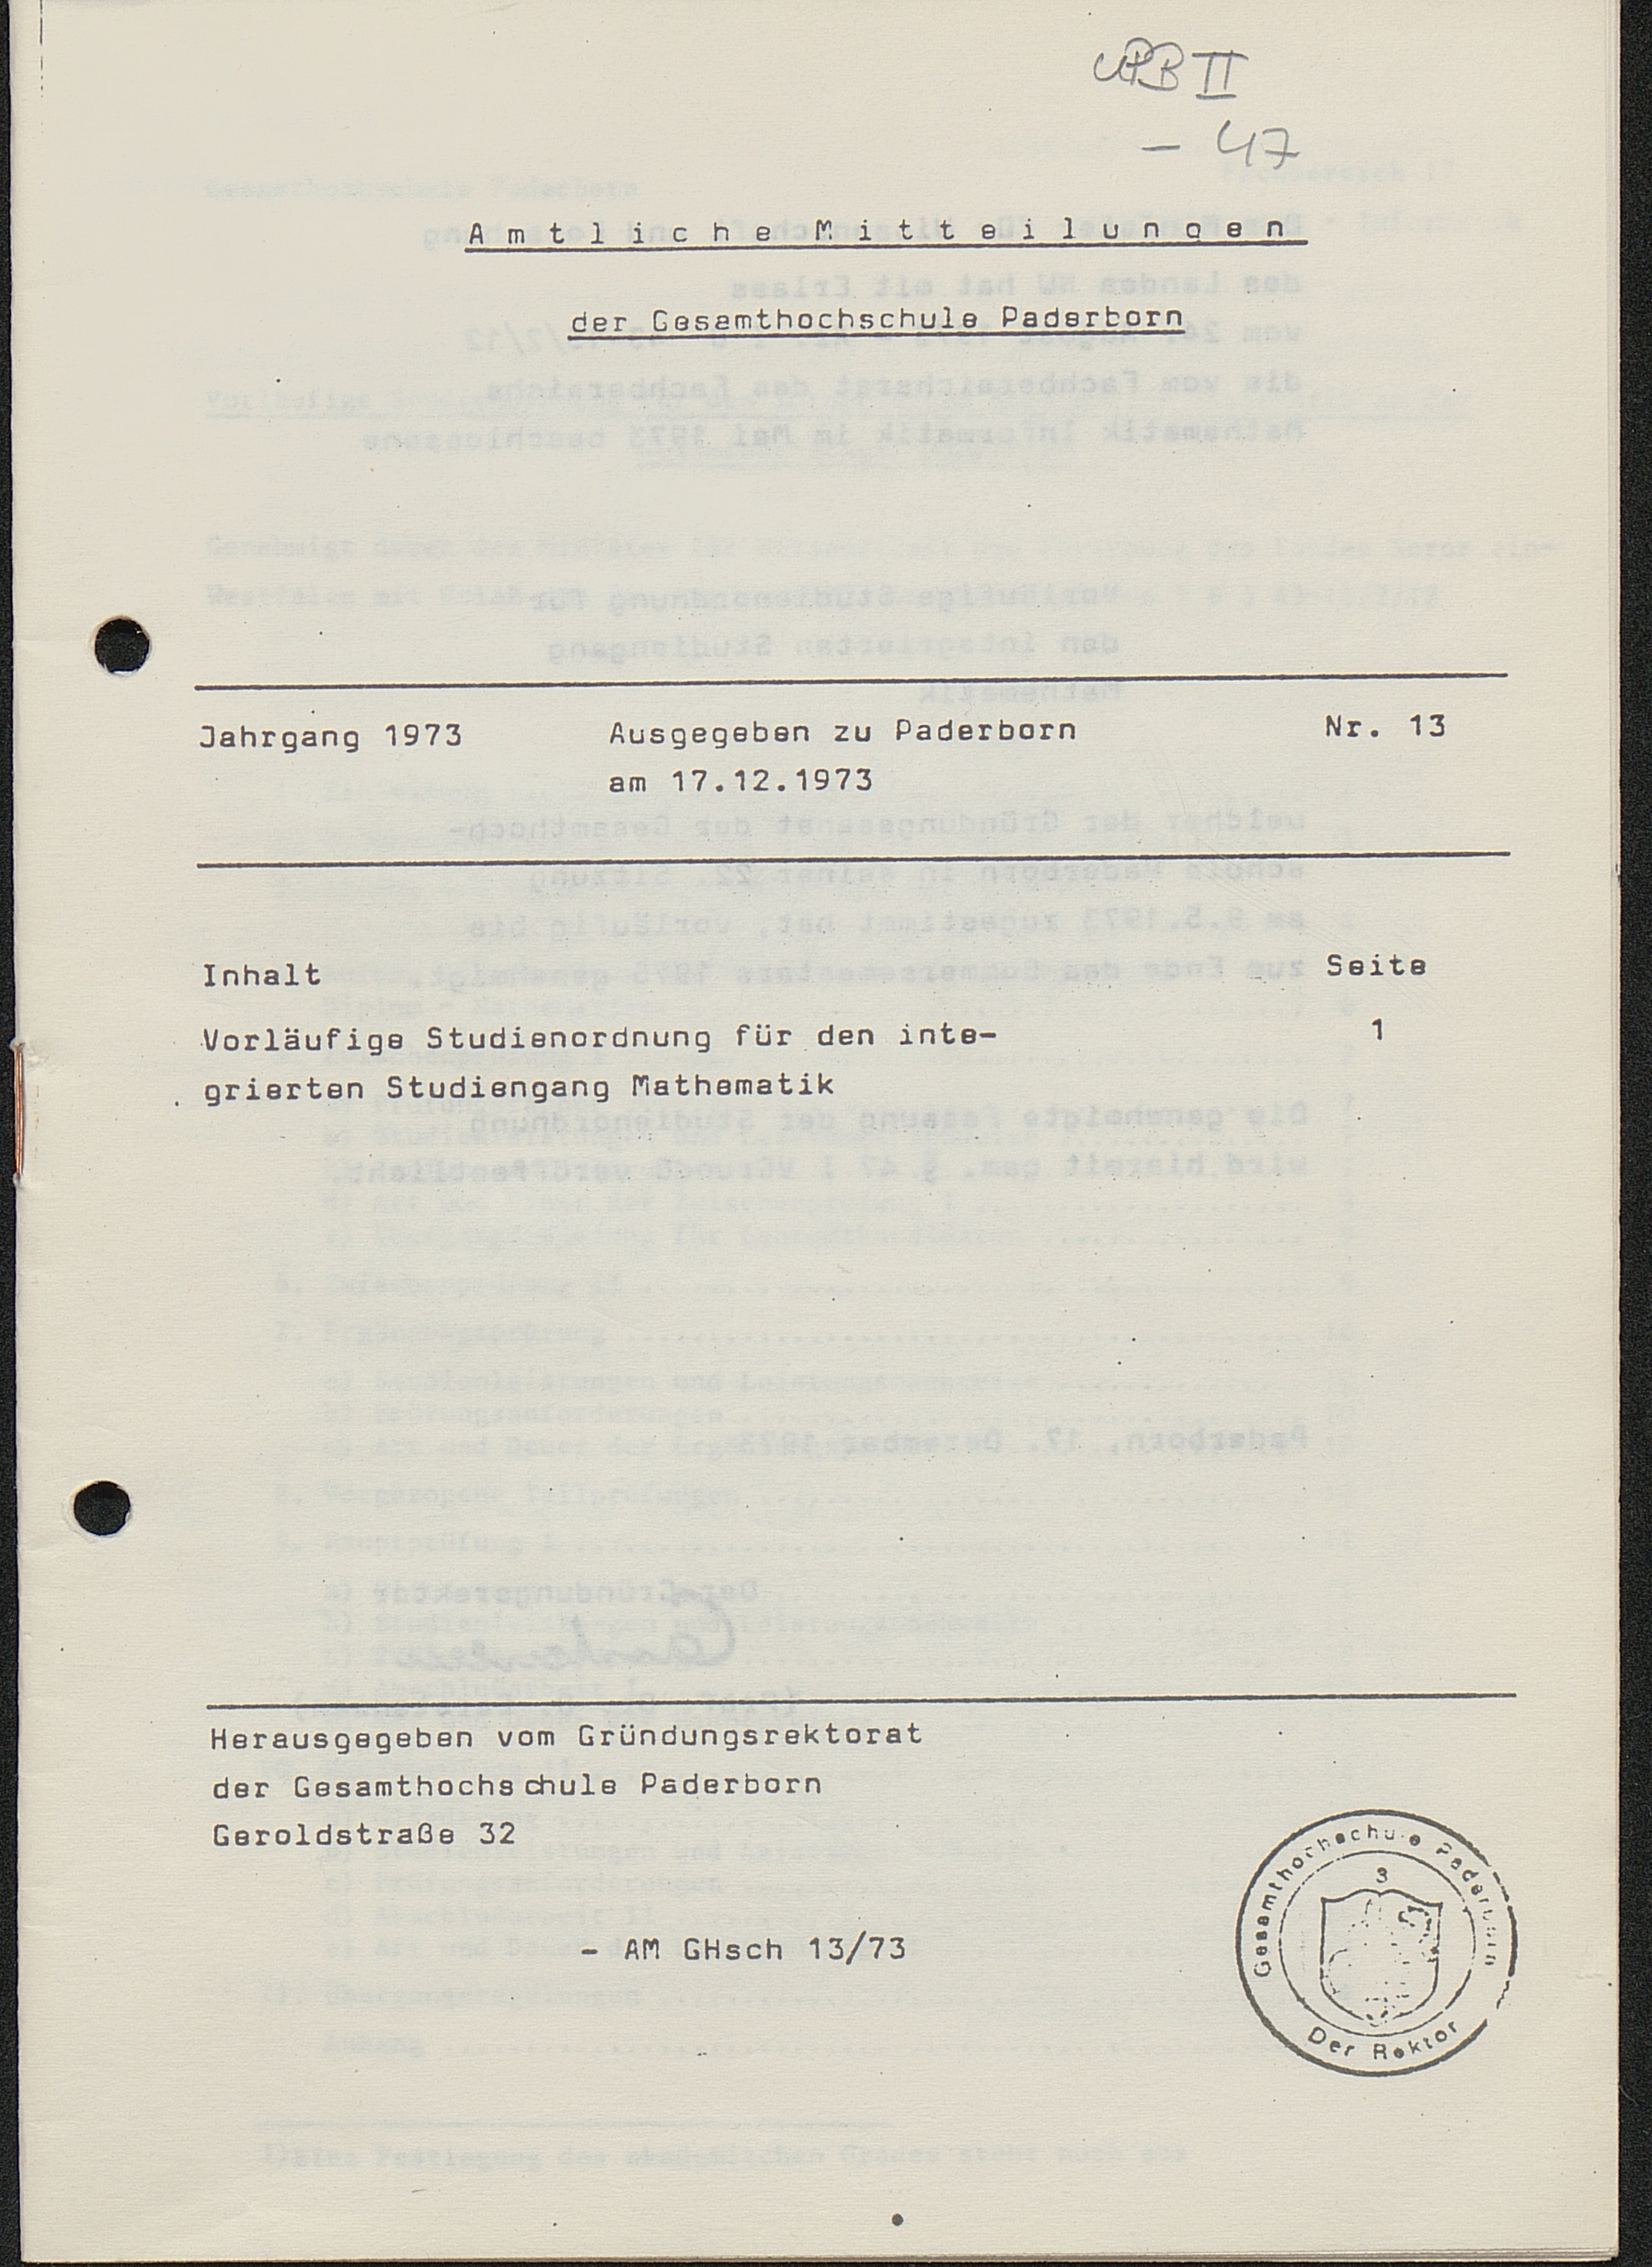 UPB II
- 47
Amtliche Mitteilungen
der Gesamthochschule Paderborn
Jahrgang 1973 Ausgegeben zu Paderborn Nr. 13
am 17.12.1973
Inhalt Seite
Vorläufige Studienordnung für den inte- 1
grierten Studiengang Mathematik
Herausgegeben vom Gründungsrektorat
der Gesamthochschule Paderborn
Geroldstraße 32
- AM GHsch 13/73
Gesamthochschule Paderborn
3
Der Rektor